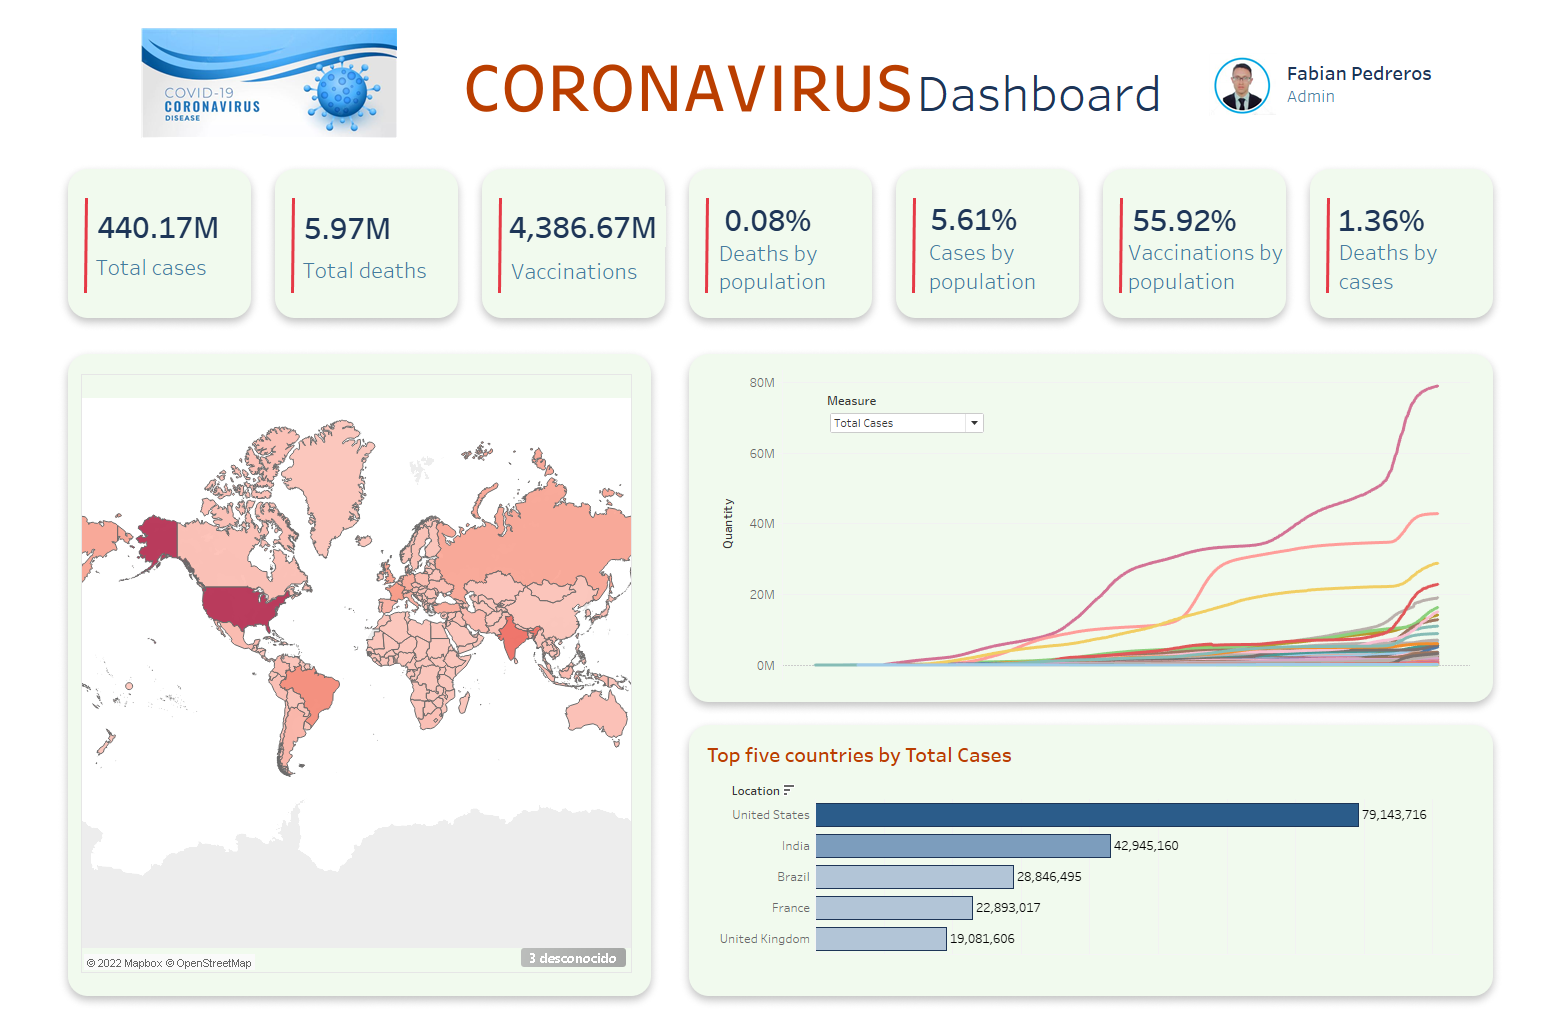 COVID-19
CORONAVIRUS
DISEASE
CORONAVIRUS Dashboard
Fabian Pedreros
Admin
440.17M
Total cases
5.97M
Total deaths
4,386.67M
Vaccinations
0.08%
Deaths by
population
5.61%
Cases by
population
55.92%
Vaccinations by
population
1.36%
Deaths by
cases
© 2022 Mapbox © OpenStreetMap
3 desconocido
Measure
Total Cases
Quantity
80M
60M
40M
20M
0M
Top five countries by Total Cases
Location
United States 79,143,716
India 42,945,160
Brazil 28,846,495
France 22,893,017
United Kingdom 19,081,606